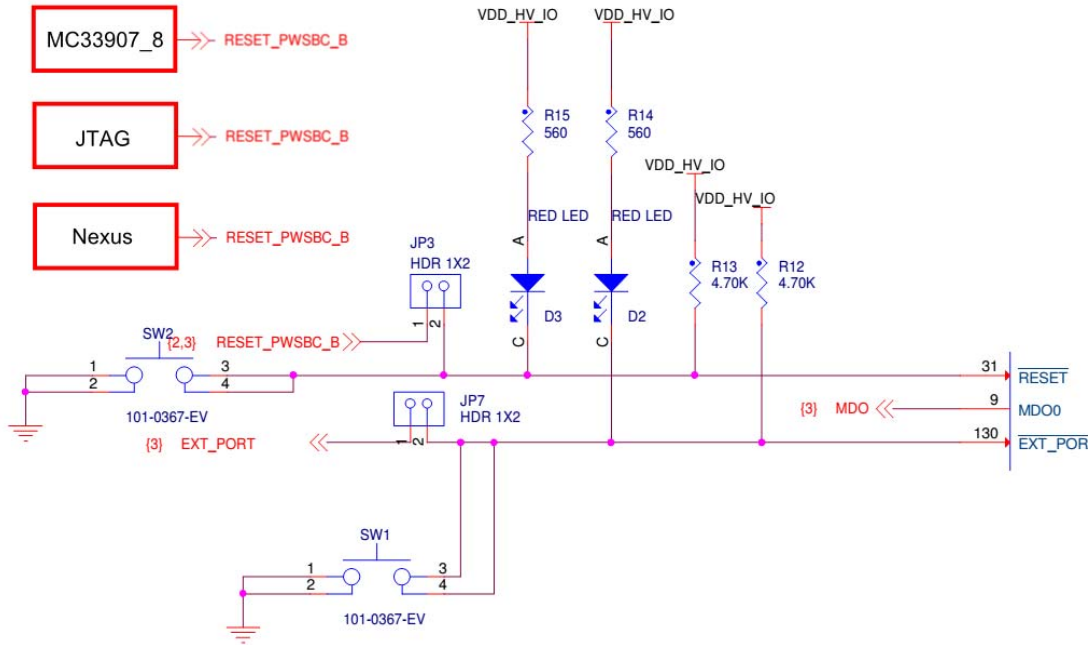 MC33907_8
RESET_PWSBC_B
JTAG
RESET_PWSBC_B
Nexus
RESET_PWSBC_B
VDD_HV_IO
VDD_HV_IO
R15
560
R14
560
VDD_HV_IO
VDD_HV_IO
RED LED
RED LED
A
A
JP3
HDR 1X2
R13
4.70K
R12
4.70K
D3
D2
1
2
C
C
SW2
{2,3} RESET_PWSBC_B
1
2
3
4
101-0367-EV
31
RESET
JP7
HDR 1X2
{3} MDO
9
MDO0
{3} EXT_PORT
1
2
130
EXT_POR
SW1
1
2
3
4
101-0367-EV